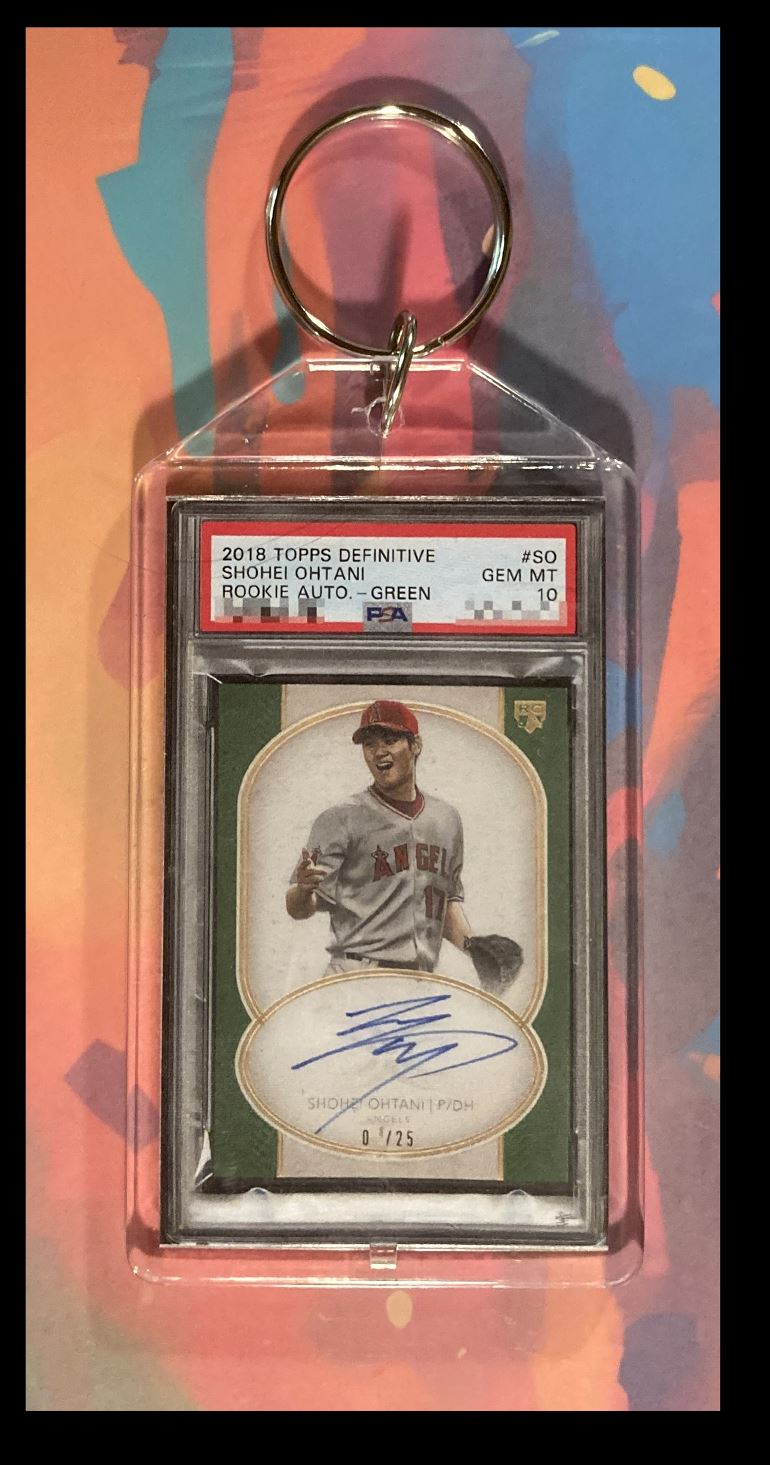 2018 TOPPS DEFINITIVE #SO
SHOHEI OHTANI GEM MT
ROOKIE AUTO.-GREEN 10
PSA
RC
A
ANGELS
17
SHOHEI OHTANI | P/DH
ANGELS
/25